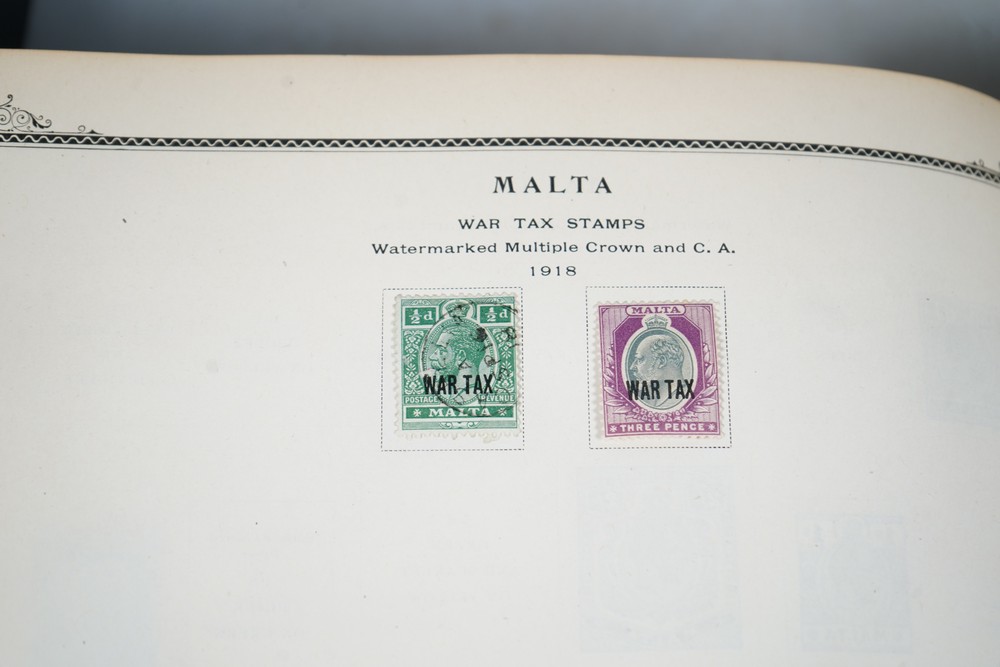 MALTA
WAR TAX STAMPS
Watermarked Multiple Crown and C. A.
1918
½d ½d
WAR TAX
POSTAGE REVENUE
MALTA
MALTA
WAR TAX
THREE PENCE